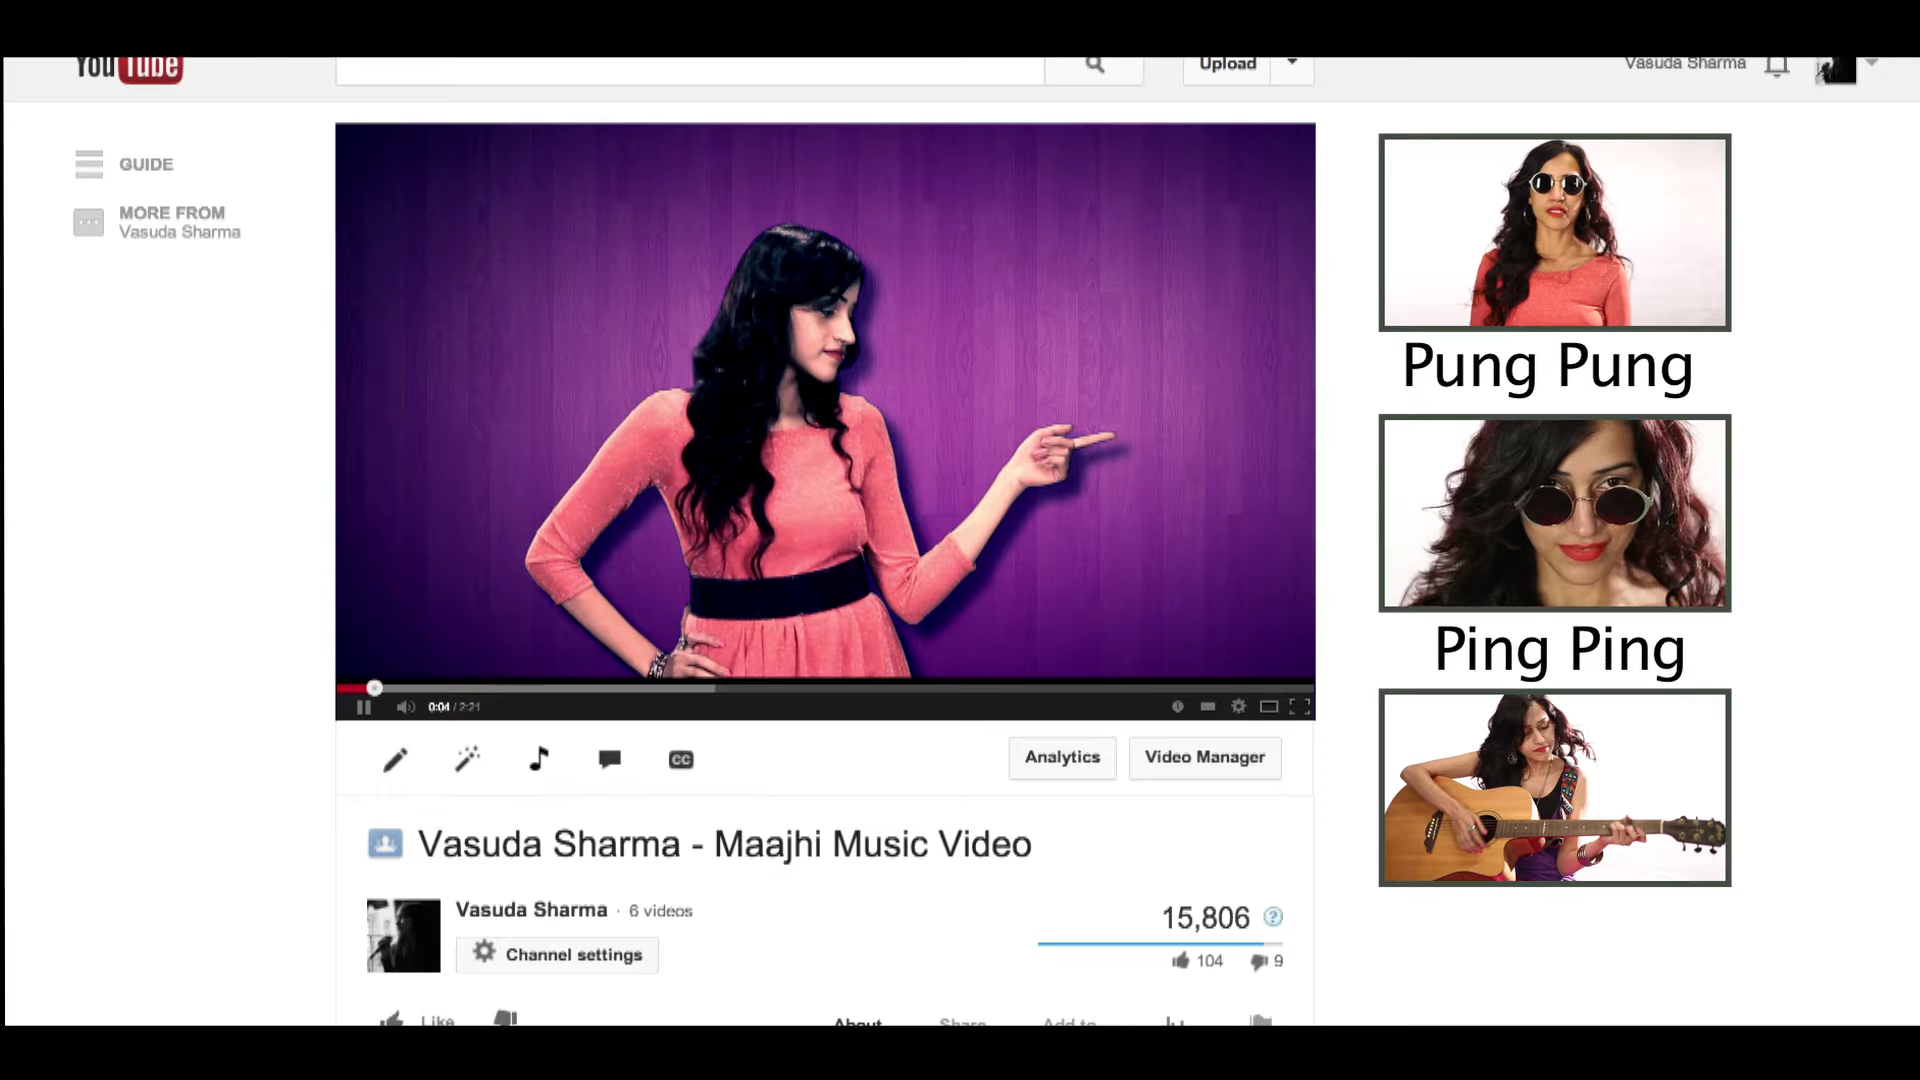 YouTube
Upload
Vasuda Sharma
GUIDE
MORE FROM
Vasuda Sharma
Pung Pung
Ping Ping
0:04 / 2:21
CC
Analytics
Video Manager
Vasuda Sharma - Maajhi Music Video
Vasuda Sharma · 6 videos
15,806 ?
Channel settings
104
9
Like
About
Share
Add to